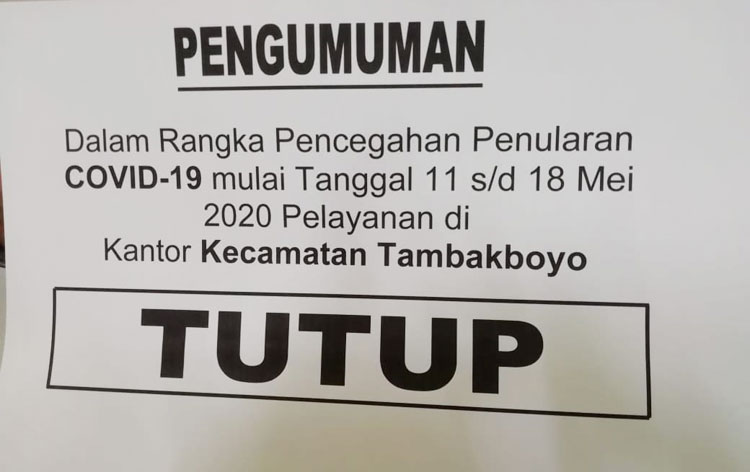 PENGUMUMAN
Dalam Rangka Pencegahan Penularan
COVID-19 mulai Tanggal 11 s/d 18 Mei
2020 Pelayanan di
Kantor Kecamatan Tambakboyo
TUTUP